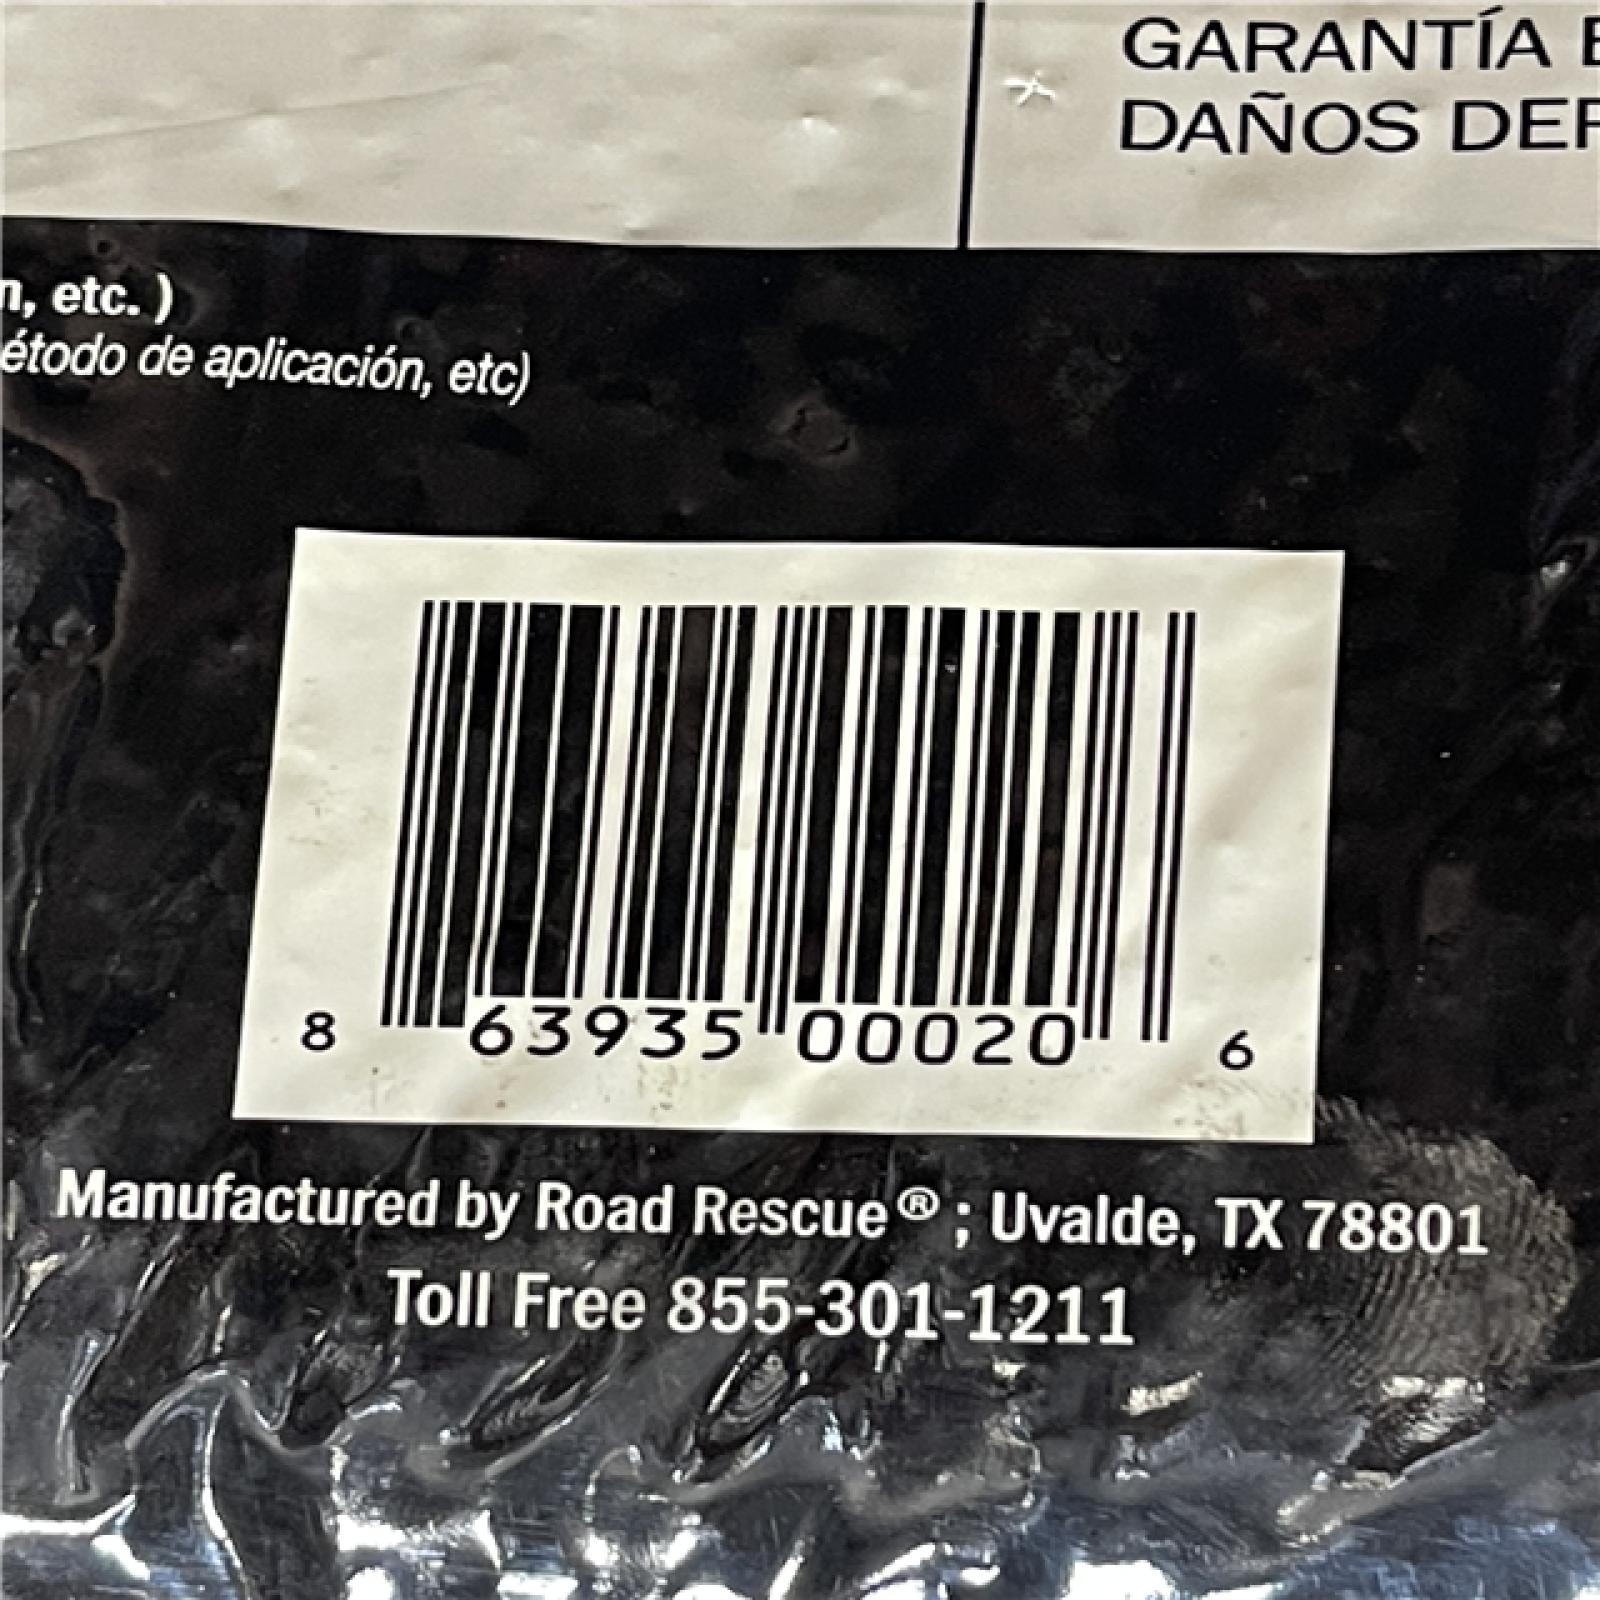 GARANTÍA E
DAÑOS DER
n, etc. )
étodo de aplicación, etc)
8 63935 00020 6
Manufactured by Road Rescue® ; Uvalde, TX 78801
Toll Free 855-301-1211